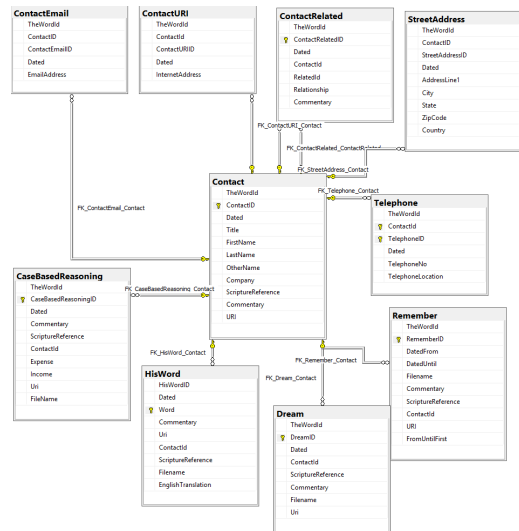 ContactEmail
TheWordId
ContactID
ContactEmailID
Dated
EmailAddress
ContactURI
TheWordId
ContactId
ContactURIID
Dated
InternetAddress
ContactRelated
TheWordId
ContactRelatedID
Dated
ContactId
RelatedId
Relationship
Commentary
StreetAddress
TheWordId
ContactID
StreetAddressID
Dated
AddressLine1
City
State
ZipCode
Country
FK_ContactURI_Contact
FK_ContactRelated_ContactRelated
FK_StreetAddress_Contact
FK_Telephone_Contact
FK_ContactEmail_Contact
Contact
TheWordId
ContactID
Dated
Title
FirstName
LastName
OtherName
Company
ScriptureReference
Commentary
URI
Telephone
TheWordId
ContactId
TelephoneID
Dated
TelephoneNo
TelephoneLocation
CaseBasedReasoning
TheWordId
CaseBasedReasoningID
Dated
Commentary
ScriptureReference
ContactId
Expense
Income
Uri
FileName
FK_CaseBasedReasoning_Contact
Remember
TheWordId
RememberID
DatedFrom
DatedUntil
Filename
Commentary
ScriptureReference
ContactId
URI
FromUntilFirst
FK_HisWord_Contact
FK_Remember_Contact
FK_Dream_Contact
HisWord
HisWordID
Dated
Word
Commentary
Uri
ContactId
ScriptureReference
Filename
EnglishTranslation
Dream
TheWordId
DreamID
Dated
ContactId
ScriptureReference
Commentary
Filename
Uri